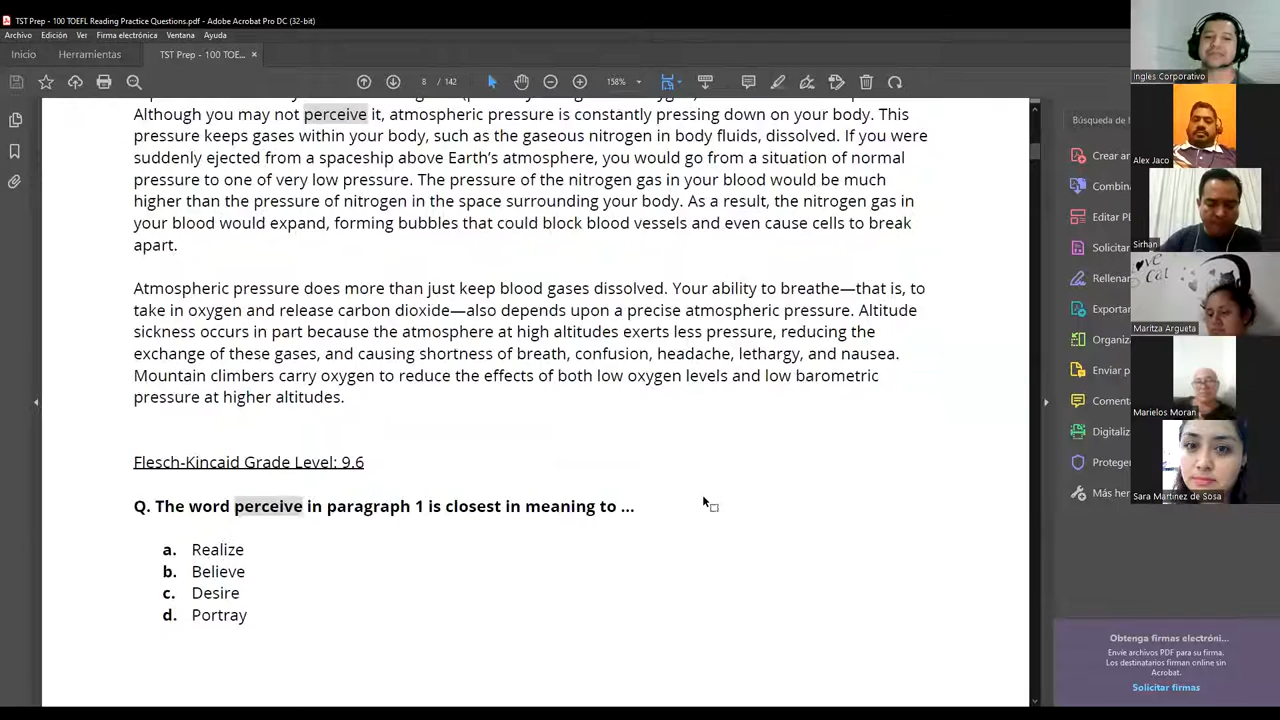 TST Prep - 100 TOEFL Reading Practice Questions.pdf - Adobe Acrobat Pro DC (32-bit)
Archivo Edición Ver Firma electrónica Ventana Ayuda
Inicio Herramientas TST Prep - 100 TOE... ×
8 / 142 158%
Although you may not perceive it, atmospheric pressure is constantly pressing down on your body. This
pressure keeps gases within your body, such as the gaseous nitrogen in body fluids, dissolved. If you were
suddenly ejected from a spaceship above Earth's atmosphere, you would go from a situation of normal
pressure to one of very low pressure. The pressure of the nitrogen gas in your blood would be much
higher than the pressure of nitrogen in the space surrounding your body. As a result, the nitrogen gas in
your blood would expand, forming bubbles that could block blood vessels and even cause cells to break
apart.
Atmospheric pressure does more than just keep blood gases dissolved. Your ability to breathe—that is, to
take in oxygen and release carbon dioxide—also depends upon a precise atmospheric pressure. Altitude
sickness occurs in part because the atmosphere at high altitudes exerts less pressure, reducing the
exchange of these gases, and causing shortness of breath, confusion, headache, lethargy, and nausea.
Mountain climbers carry oxygen to reduce the effects of both low oxygen levels and low barometric
pressure at higher altitudes.
Flesch-Kincaid Grade Level: 9.6
Q. The word perceive in paragraph 1 is closest in meaning to ...
a. Realize
b. Believe
c. Desire
d. Portray
Búsqueda de
Crear ar
Combina
Editar PD
Solicitar
Rellenar
Exportar
Organiz
Enviar p
Comenta
Digitaliz
Proteger
Más her
Obtenga firmas electróni...
Envíe archivos PDF para su firma.
Los destinatarios firman online sin
Acrobat.
Solicitar firmas
Ingles Corporativo
Alex Jaco
Sirhan
Love
cat
Maritza Argueta
Marielos Moran
Sara Martinez de Sosa